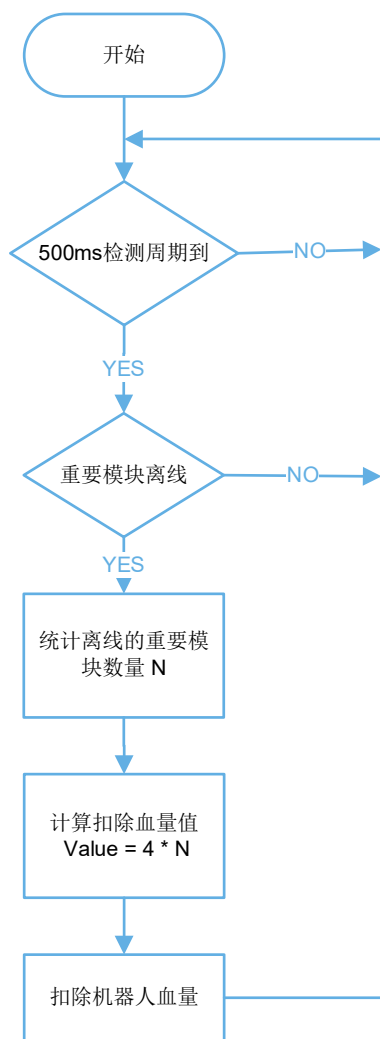 开始
500ms检测周期到
NO
YES
重要模块离线
NO
YES
统计离线的重要模
块数量 N
计算扣除血量值
Value = 4 * N
扣除机器人血量